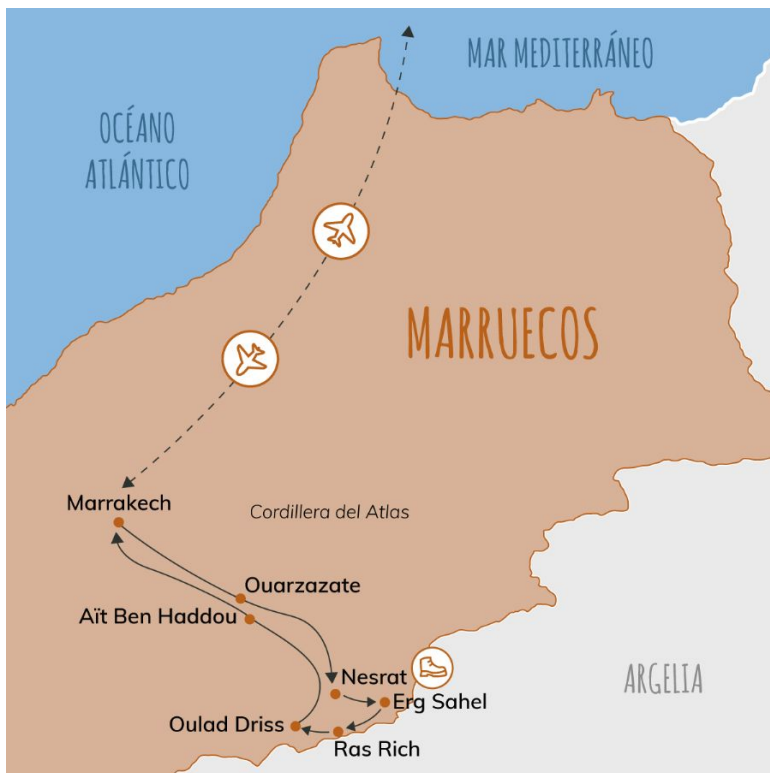 MAR MEDITERRÁNEO
OCÉANO
ATLÁNTICO
MARRUECOS
Marrakech
Cordillera del Atlas
Ouarzazate
Aït Ben Haddou
Nesrat
ARGELIA
Erg Sahel
Oulad Driss
Ras Rich